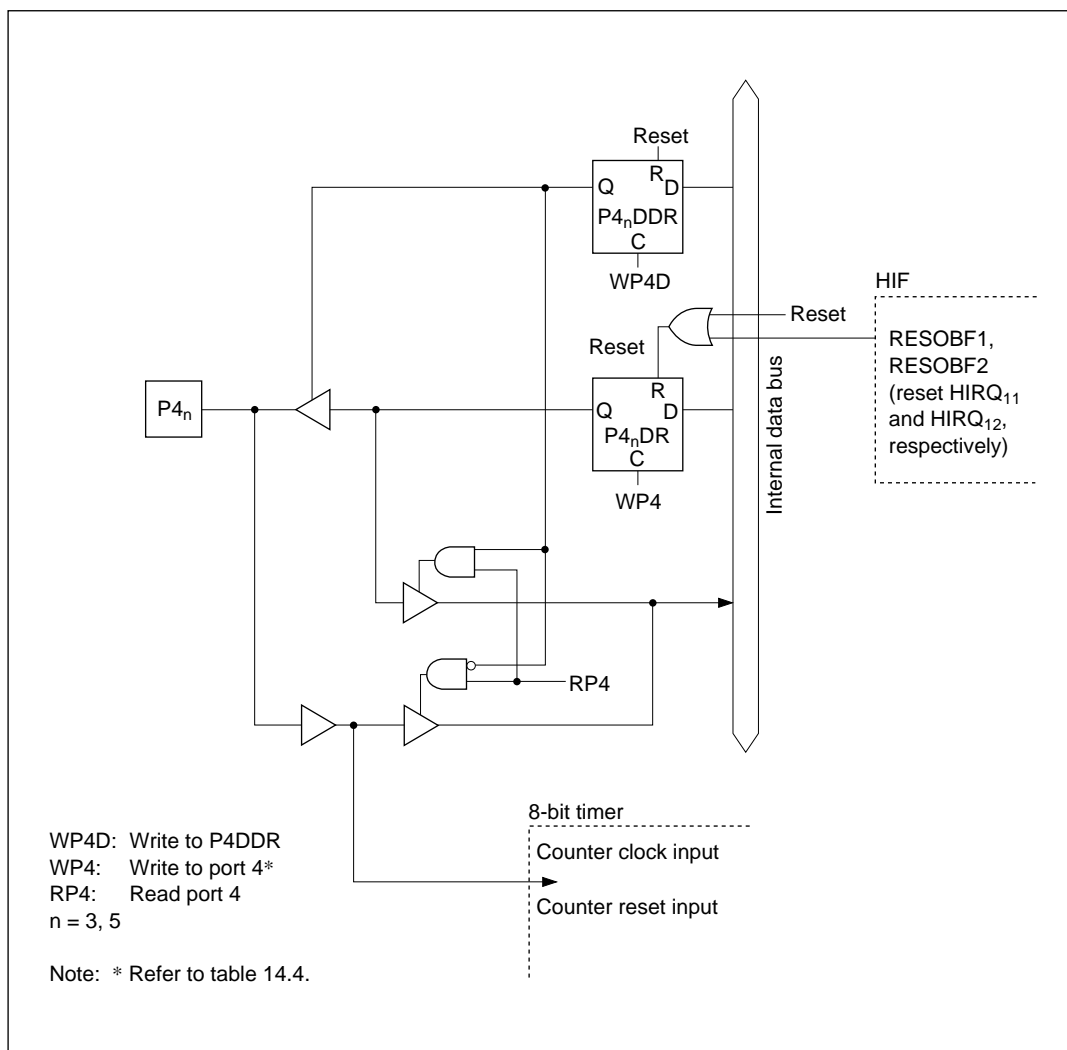 Reset
R
Q
D
P4nDDR
C
WP4D
HIF
Reset
RESOBF1,
RESOBF2
(reset HIRQ11
and HIRQ12,
respectively)
Reset
Internal data bus
R
Q
D
P4nDR
C
WP4
P4n
RP4
8-bit timer
Counter clock input
Counter reset input
WP4D: Write to P4DDR
WP4: Write to port 4*
RP4: Read port 4
n = 3, 5
Note: * Refer to table 14.4.